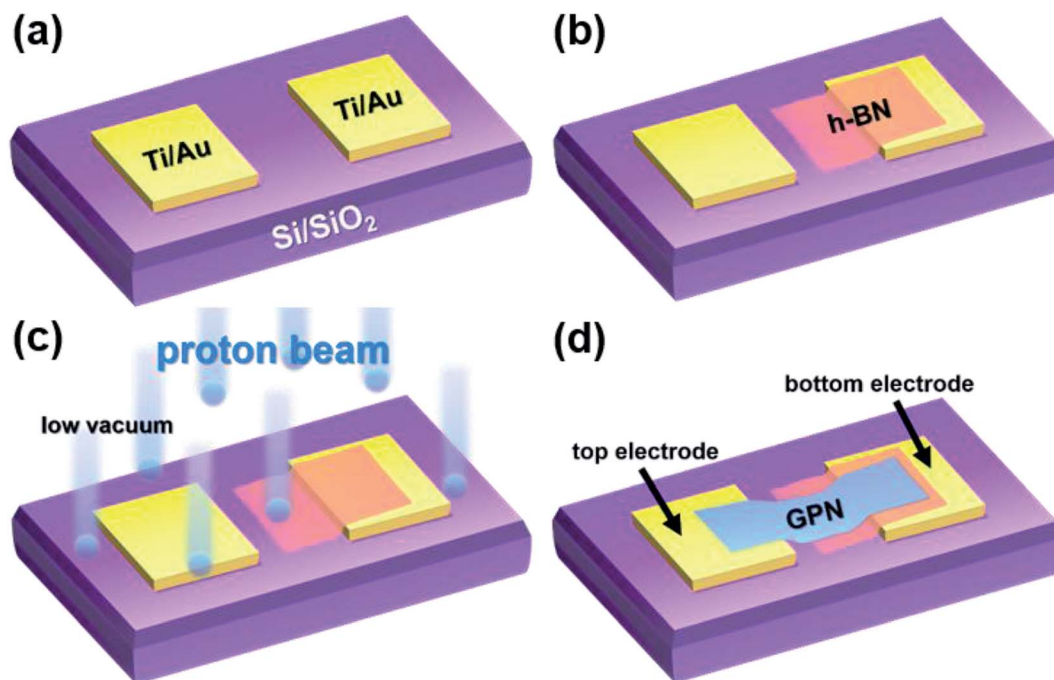 (a)
Ti/Au
Ti/Au
Si/SiO₂
(b)
h-BN
(c)
proton beam
low vacuum
(d)
bottom electrode
top electrode
GPN